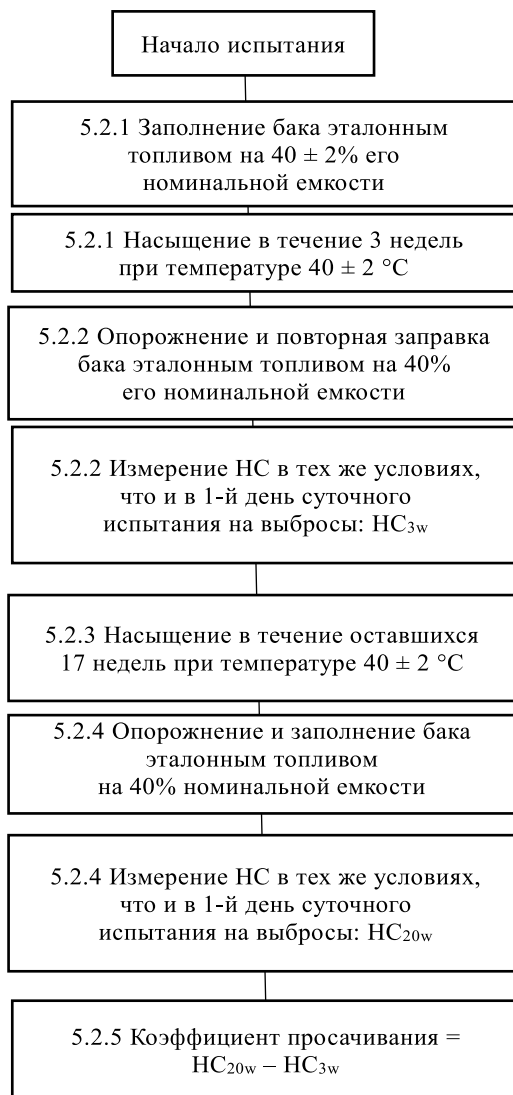 Начало испытания
5.2.1 Заполнение бака эталонным
топливом на 40 ± 2% его
номинальной емкости
5.2.1 Насыщение в течение 3 недель
при температуре 40 ± 2 °C
5.2.2 Опорожнение и повторная заправка
бака эталонным топливом на 40%
его номинальной емкости
5.2.2 Измерение HC в тех же условиях,
что и в 1-й день суточного
испытания на выбросы: HC3w
5.2.3 Насыщение в течение оставшихся
17 недель при температуре 40 ± 2 °C
5.2.4 Опорожнение и заполнение бака
эталонным топливом
на 40% номинальной емкости
5.2.4 Измерение HC в тех же условиях,
что и в 1-й день суточного
испытания на выбросы: HC20w
5.2.5 Коэффициент просачивания =
HC20w – HC3w